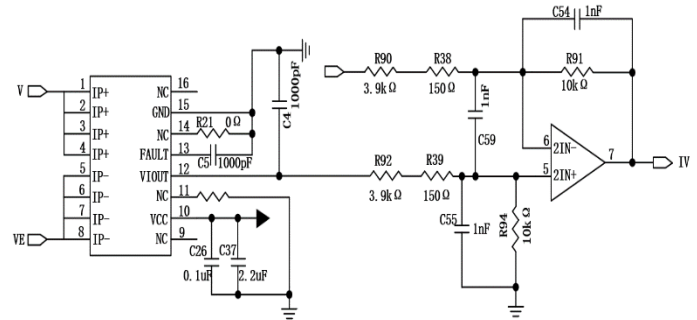 C54 1nF
R90 R38 R91
3.9kΩ 150Ω 10kΩ
V 1 IP+ NC 16
2 IP+ GND 15
3 IP+ NC 14 R21 0Ω
4 IP+ FAULT 13 C5 1000pF
5 IP- VIOUT 12
6 IP- NC 11
7 IP- VCC 10
VE 8 IP- NC 9
C4 1000pF
C26 C37
0.1uF 2.2uF
1nF
C59
R92 R39
3.9kΩ 150Ω
6 2IN- 7 IV
5 2IN+
C55 1nF
R94 10kΩ